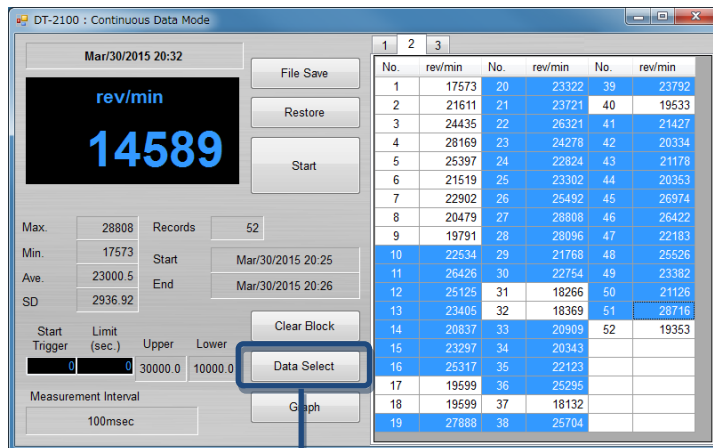 DT-2100 : Continuous Data Mode
Mar/30/2015 20:32
rev/min
14589
File Save
Restore
Start
Max. 28808 Records 52
Min. 17573 Start Mar/30/2015 20:25
Ave. 23000.5 End Mar/30/2015 20:26
SD 2936.92
Start Trigger Limit (sec.) Upper Lower
0 0 30000.0 10000.0
Measurement Interval
100msec
Clear Block
Data Select
Graph
1 2 3
No. rev/min No. rev/min No. rev/min
1 17573 20 23322 39 23792
2 21611 21 23721 40 19533
3 24435 22 26321 41 21427
4 28169 23 24278 42 20334
5 25397 24 22824 43 21178
6 21519 25 23302 44 20353
7 22902 26 25492 45 26974
8 20479 27 28808 46 26422
9 19791 28 28096 47 22183
10 22534 29 21768 48 25526
11 26426 30 22754 49 23382
12 25125 31 18266 50 21126
13 23405 32 18369 51 28716
14 20837 33 20909 52 19353
15 23297 34 20343
16 25317 35 22123
17 19599 36 25295
18 19599 37 18132
19 27888 38 25704